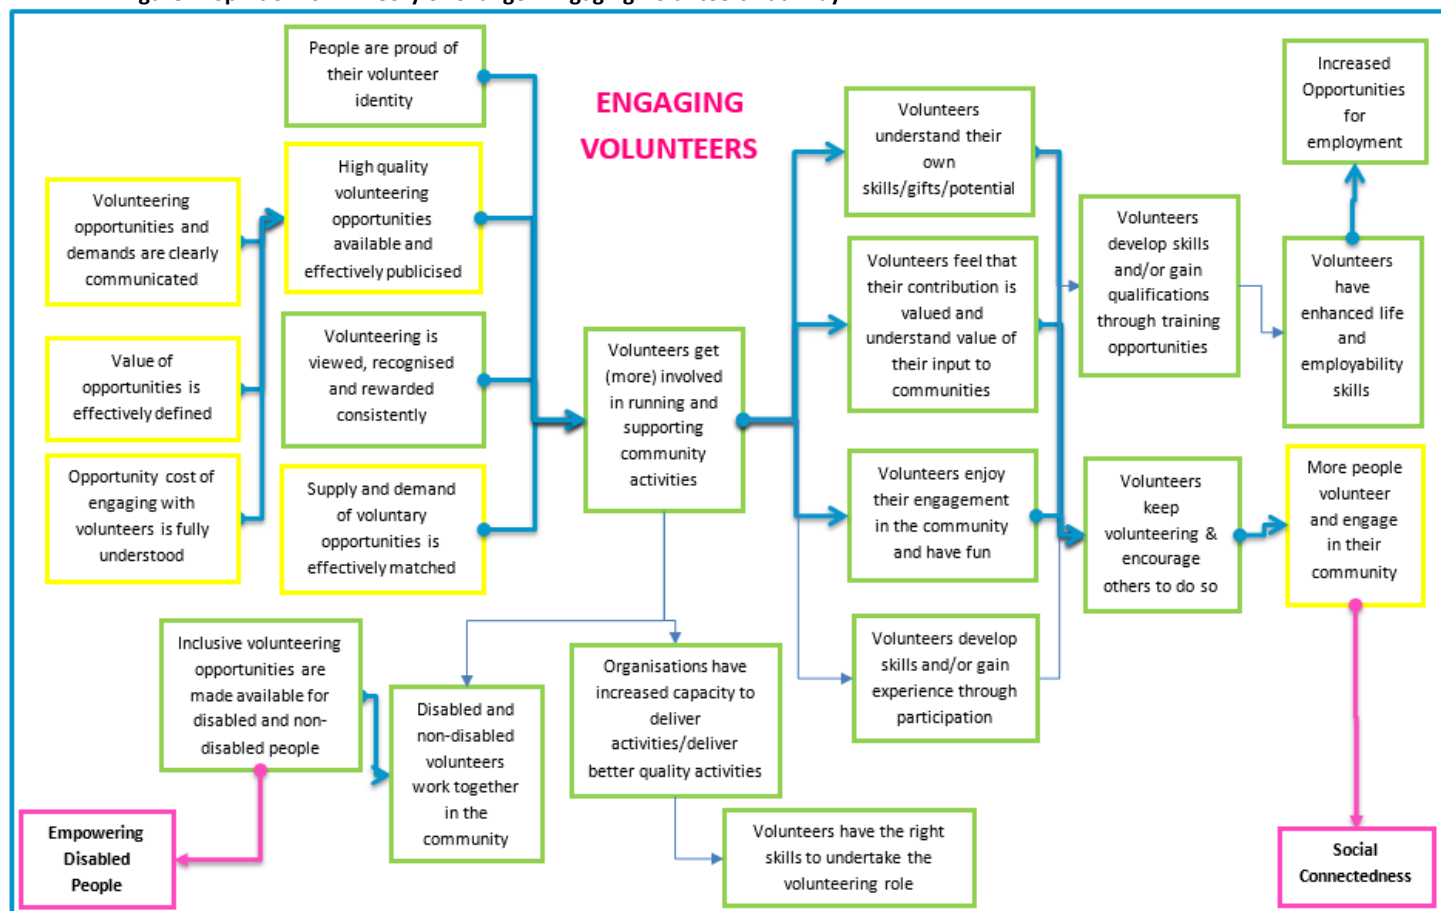 People are proud of
their volunteer
identity
ENGAGING
VOLUNTEERS
High quality
volunteering
opportunities
available and
effectively publicised
Volunteering
opportunities and
demands are clearly
communicated
Value of
opportunities is
effectively defined
Opportunity cost of
engaging with
volunteers is fully
understood
Volunteering is
viewed, recognised
and rewarded
consistently
Supply and demand
of voluntary
opportunities is
effectively matched
Volunteers get
(more) involved
in running and
supporting
community
activities
Volunteers
understand their
own
skills/gifts/potential
Volunteers feel that
their contribution is
valued and
understand value of
their input to
communities
Volunteers enjoy
their engagement
in the community
and have fun
Volunteers develop
skills and/or gain
experience through
participation
Volunteers
develop skills
and/or gain
qualifications
through training
opportunities
Volunteers
keep
volunteering &
encourage
others to do so
Increased
Opportunities
for
employment
Volunteers
have
enhanced life
and
employability
skills
More people
volunteer
and engage
in their
community
Inclusive volunteering
opportunities are
made available for
disabled and non-
disabled people
Disabled and
non-disabled
volunteers
work together
in the
community
Organisations have
increased capacity to
deliver
activities/deliver
better quality activities
Volunteers have the right
skills to undertake the
volunteering role
Empowering
Disabled
People
Social
Connectedness